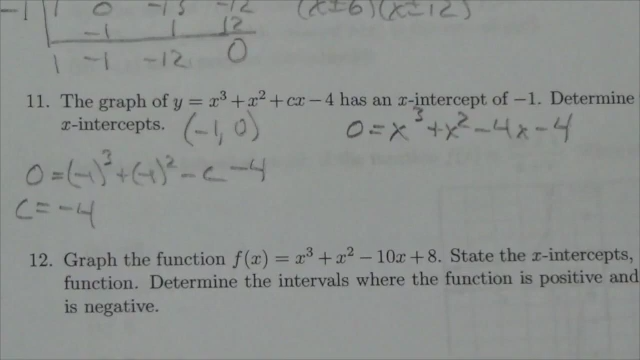 -1 | 1 0 -13 -12 (x±6)(x±12)
-1 1 12
1 -1 -12 0
11. The graph of y = x³ + x² + cx − 4 has an x-intercept of −1. Determine
x-intercepts. (-1, 0) 0 = x³ + x² - 4x - 4
0 = (-1)³ + (-1)² - c - 4
c = -4
12. Graph the function f(x) = x³ + x² − 10x + 8. State the x-intercepts,
function. Determine the intervals where the function is positive and
is negative.